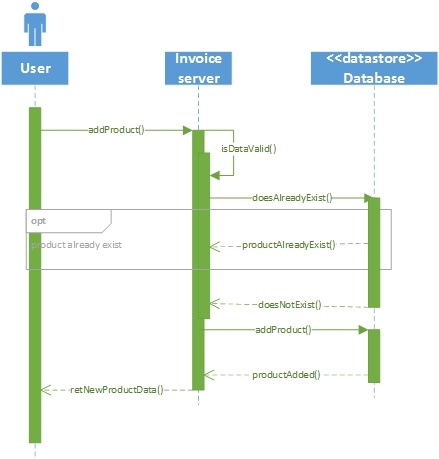 User
Invoice
server
<<datastore>>
Database
addProduct()
isDataValid()
doesAlreadyExist()
opt
product already exist
productAlreadyExist()
doesNotExist()
addProduct()
productAdded()
retNewProductData()